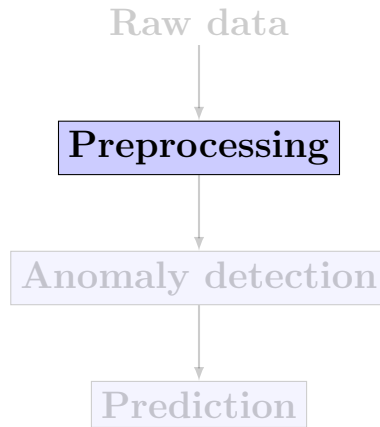 Raw data
Preprocessing
Anomaly detection
Prediction